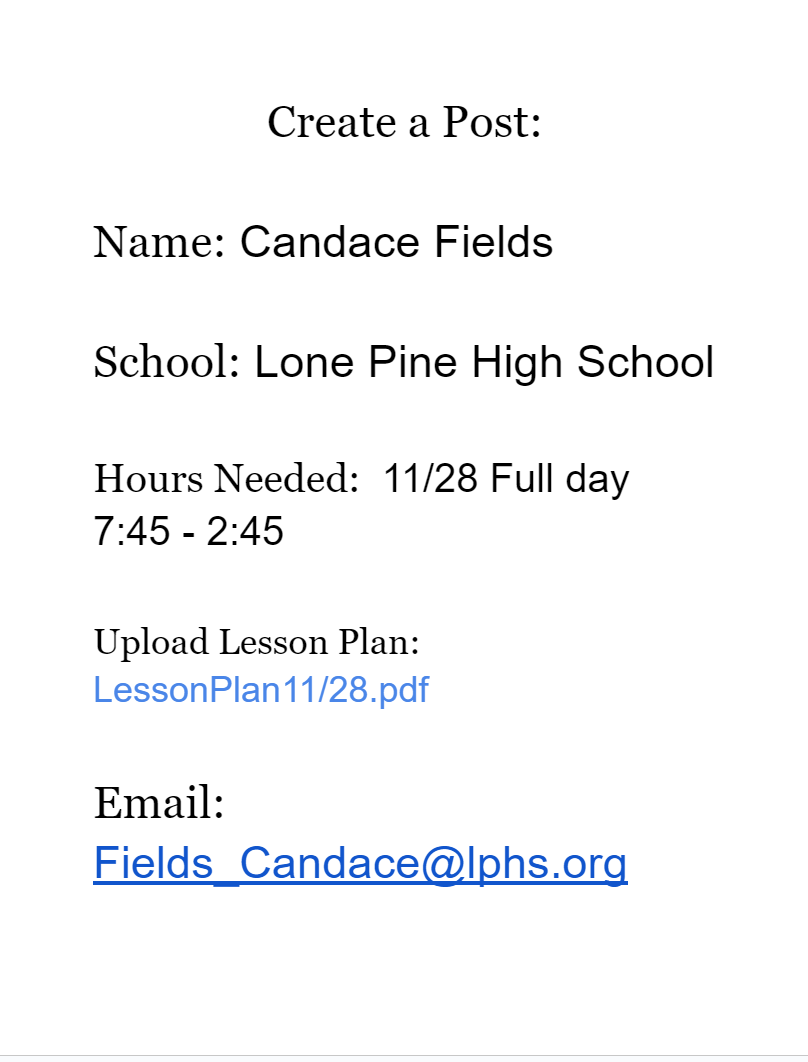 Create a Post:
Name: Candace Fields
School: Lone Pine High School
Hours Needed:  11/28 Full day
7:45 - 2:45
Upload Lesson Plan:
LessonPlan11/28.pdf
Email:
Fields_Candace@lphs.org